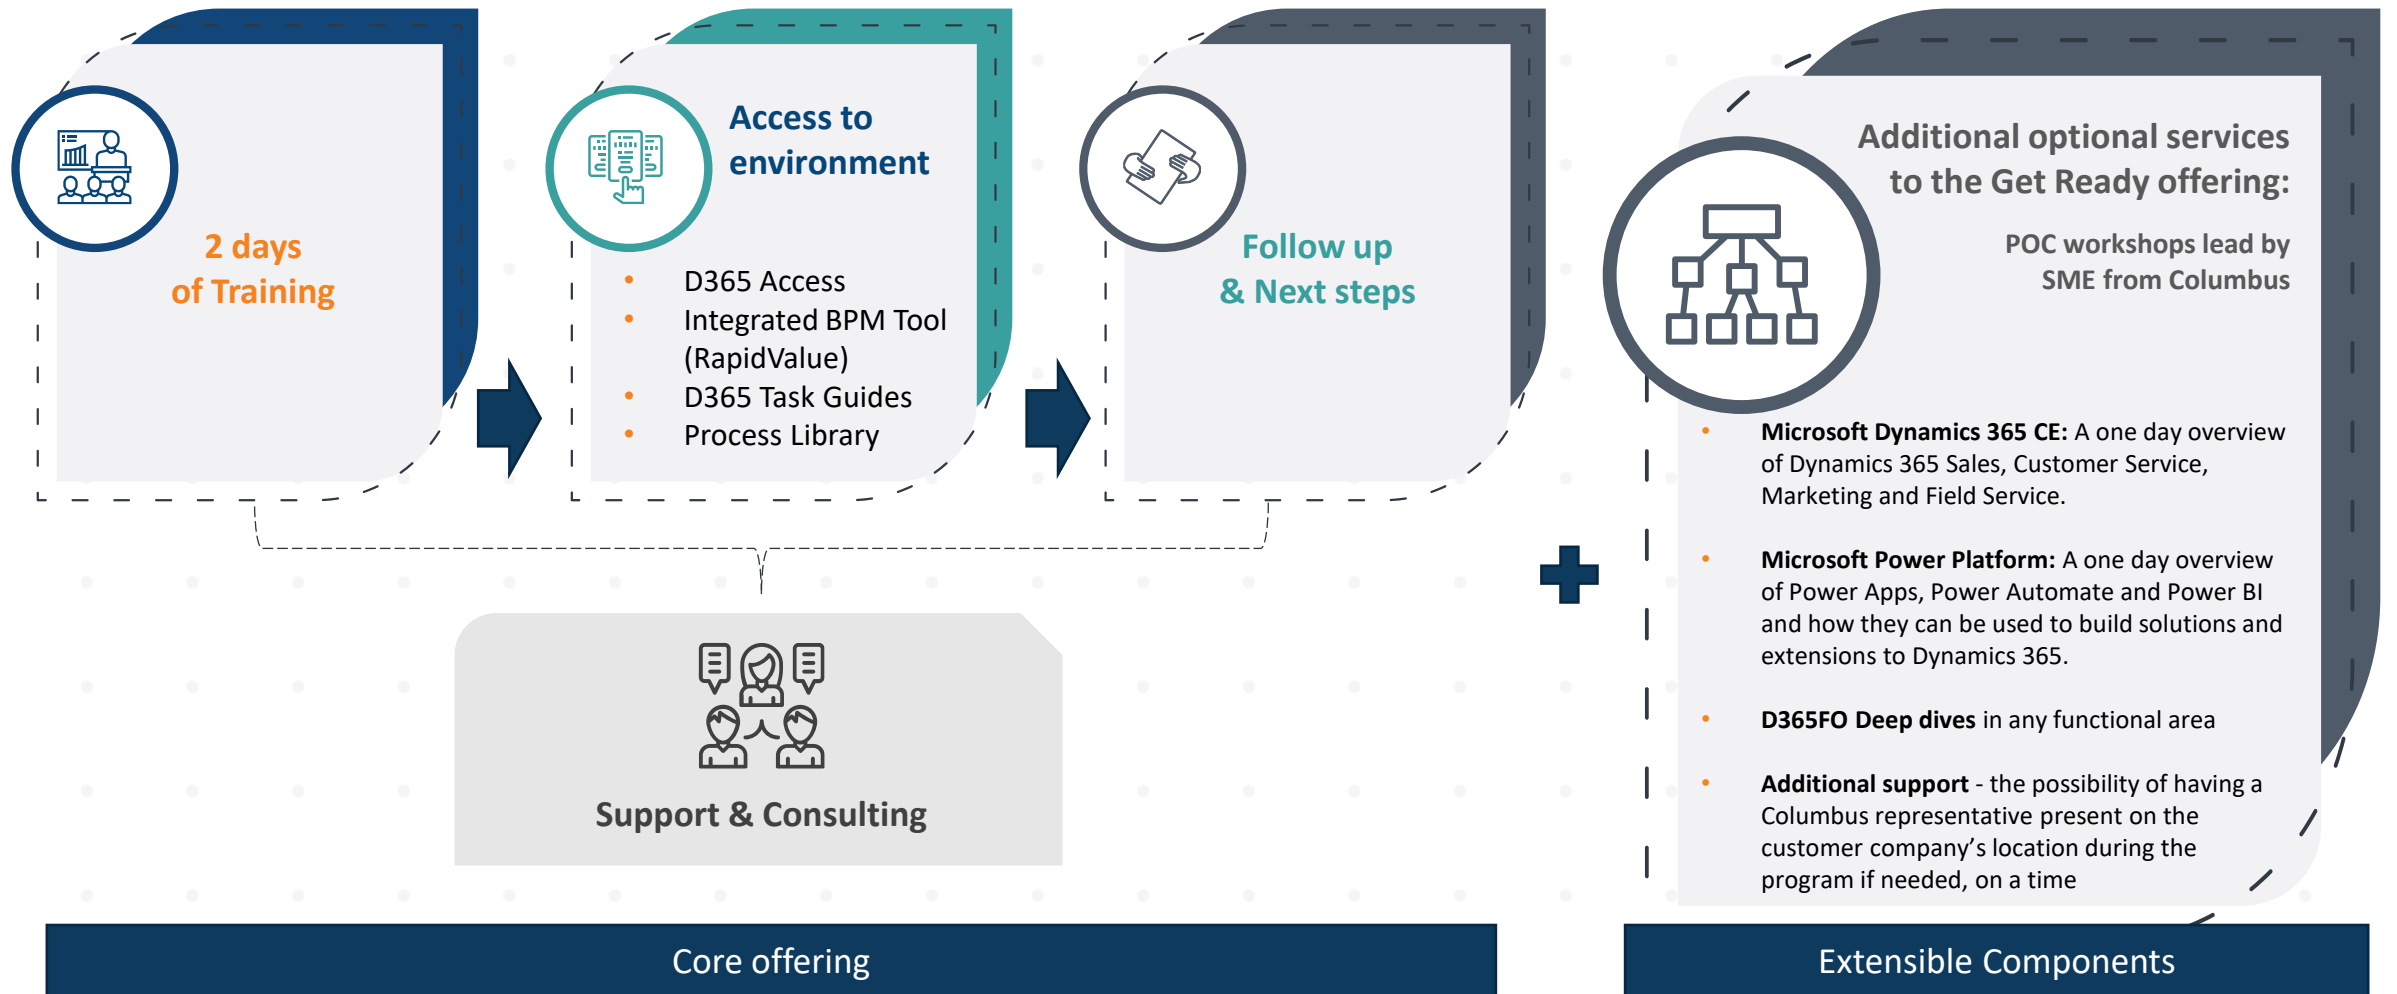 2 days
of Training
Access to
environment
• D365 Access
• Integrated BPM Tool
(RapidValue)
• D365 Task Guides
• Process Library
Follow up
& Next steps
Support & Consulting
Core offering
Additional optional services
to the Get Ready offering:
POC workshops lead by
SME from Columbus
• Microsoft Dynamics 365 CE: A one day overview
of Dynamics 365 Sales, Customer Service,
Marketing and Field Service.
• Microsoft Power Platform: A one day overview
of Power Apps, Power Automate and Power BI
and how they can be used to build solutions and
extensions to Dynamics 365.
• D365FO Deep dives in any functional area
• Additional support - the possibility of having a
Columbus representative present on the
customer company’s location during the
program if needed, on a time
Extensible Components